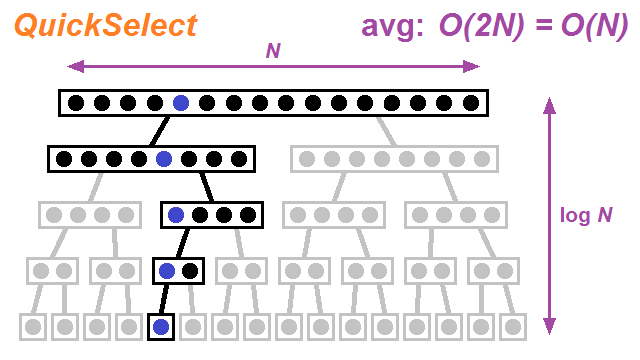 QuickSelect
avg: O(2N) = O(N)
N
log N